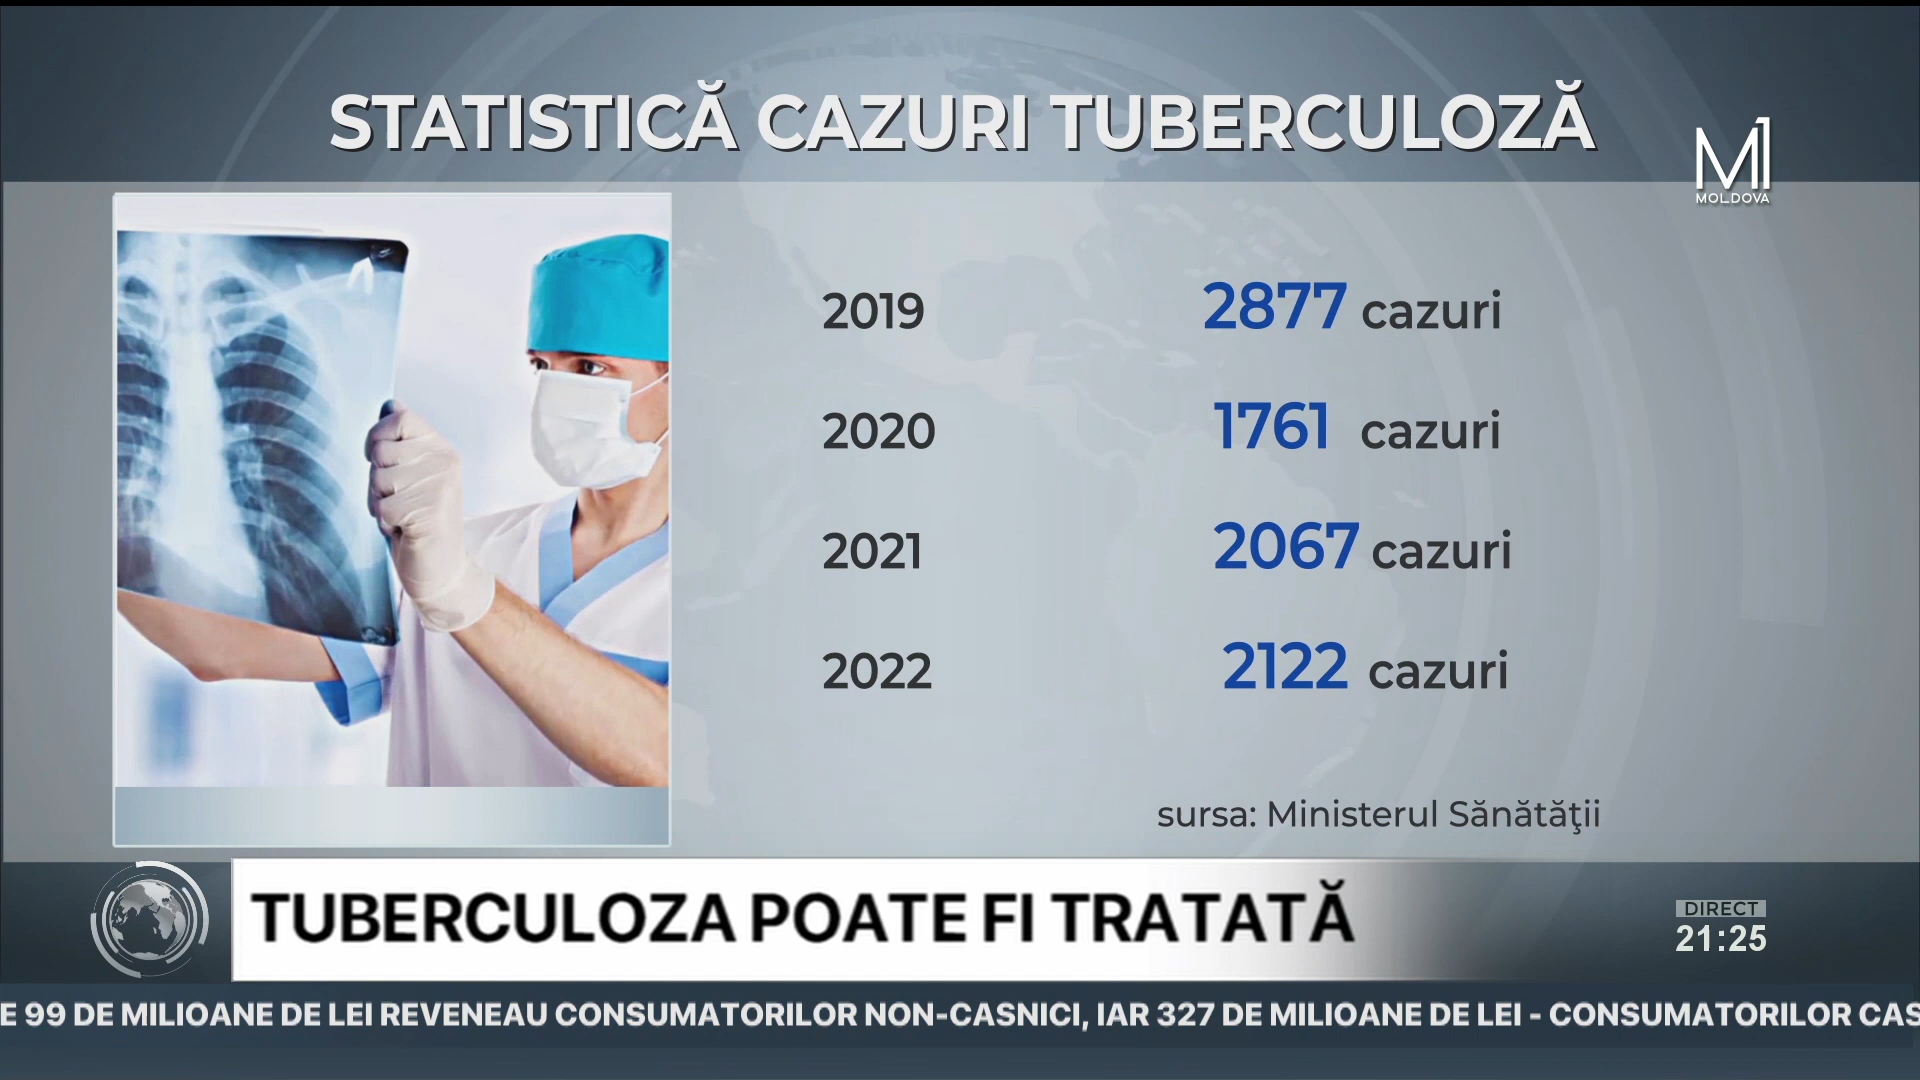 STATISTICĂ CAZURI TUBERCULOZĂ
M1
MOLDOVA
2019 2877 cazuri
2020 1761 cazuri
2021 2067 cazuri
2022 2122 cazuri
sursa: Ministerul Sănătăţii
TUBERCULOZA POATE FI TRATATĂ
DIRECT
21:25
E 99 DE MILIOANE DE LEI REVENEAU CONSUMATORILOR NON-CASNICI, IAR 327 DE MILIOANE DE LEI - CONSUMATORILOR CAS